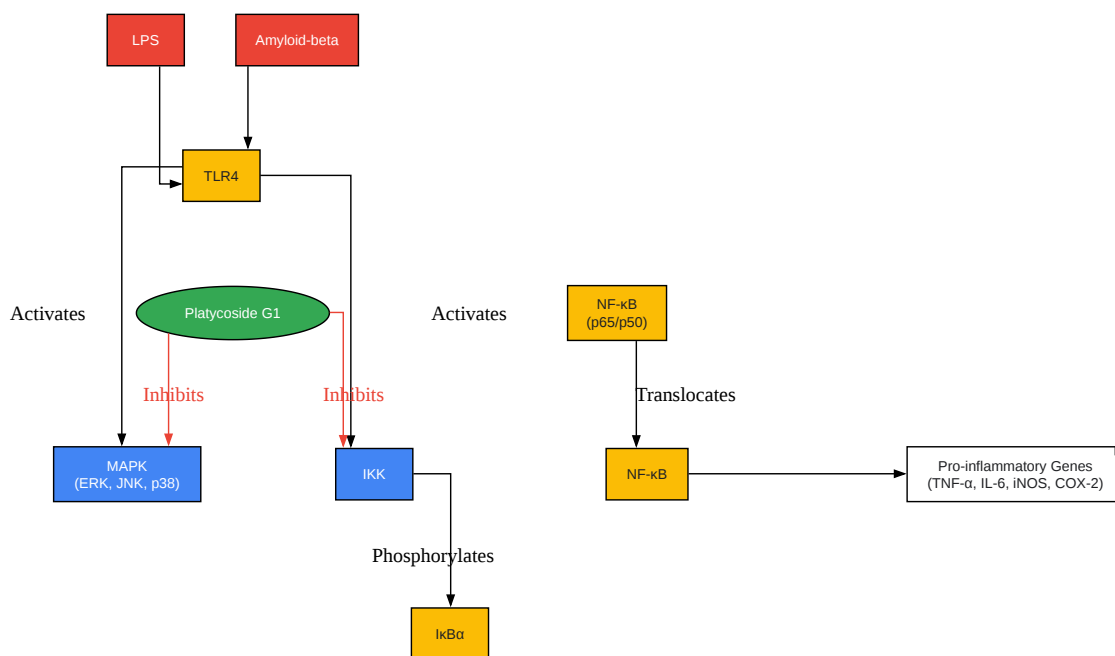 LPS
Amyloid-beta
TLR4
Activates
Platycoside G1
Activates
NF-κB
(p65/p50)
Inhibits
Inhibits
Translocates
MAPK
(ERK, JNK, p38)
IKK
NF-κB
Pro-inflammatory Genes
(TNF-α, IL-6, iNOS, COX-2)
Phosphorylates
IκBα